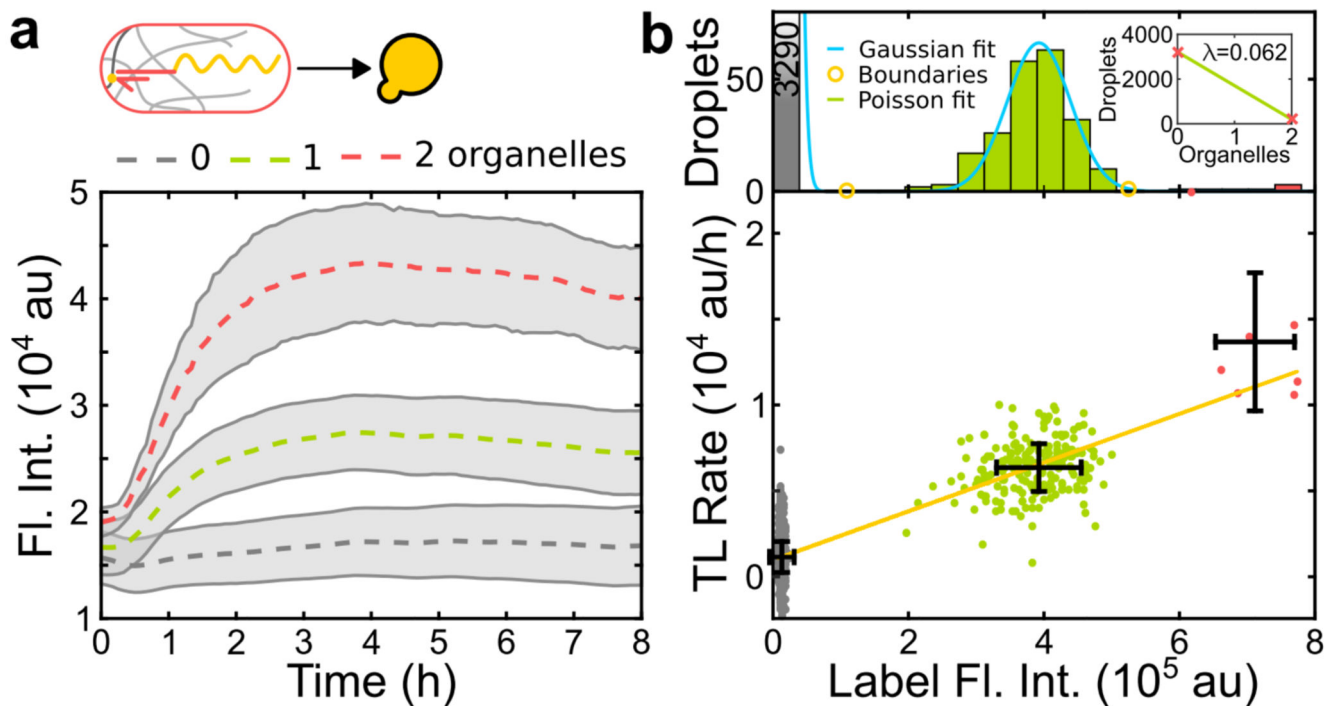 a
0 1 2 organelles
Fl. Int. (10⁴ au)
5
4
3
2
1
0 1 2 3 4 5 6 7 8
Time (h)
b
Droplets
50
0
3290
Gaussian fit
Boundaries
Poisson fit
Droplets
4000
2000
0
λ=0.062
0 1 2
Organelles
TL Rate (10⁴ au/h)
2
1
0
0 2 4 6 8
Label Fl. Int. (10⁵ au)